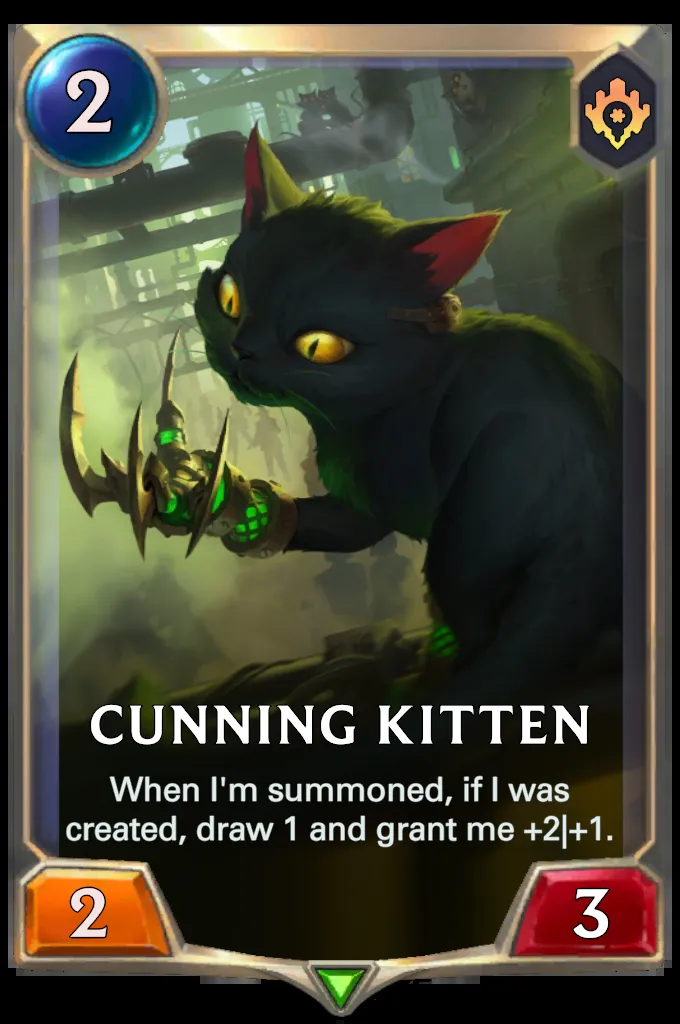 2
CUNNING KITTEN
When I'm summoned, if I was
created, draw 1 and grant me +2|+1.
2
3